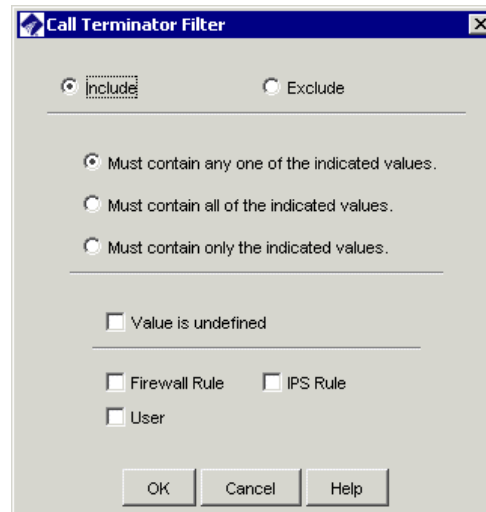 Call Terminator Filter
Include Exclude
Must contain any one of the indicated values.
Must contain all of the indicated values.
Must contain only the indicated values.
Value is undefined
Firewall Rule IPS Rule
User
OK Cancel Help